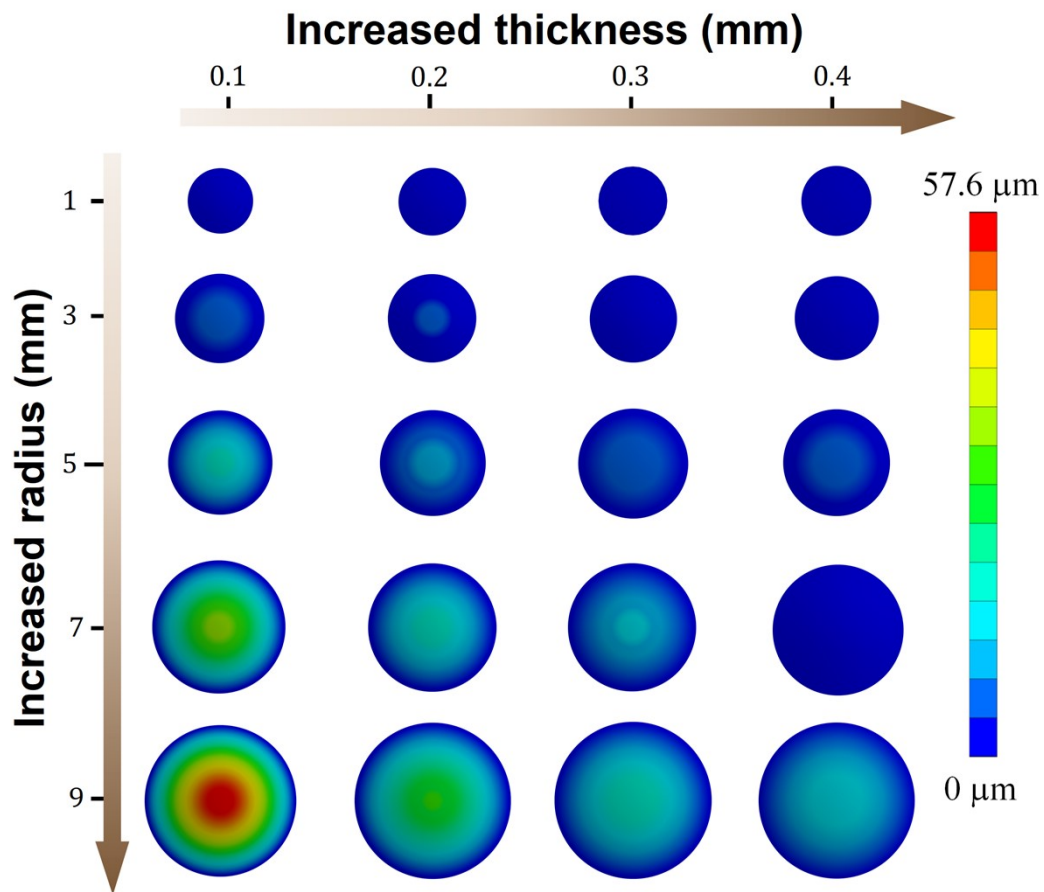 Increased thickness (mm)
0.1 0.2 0.3 0.4
57.6 µm
Increased radius (mm)
1
3
5
7
9
0 µm